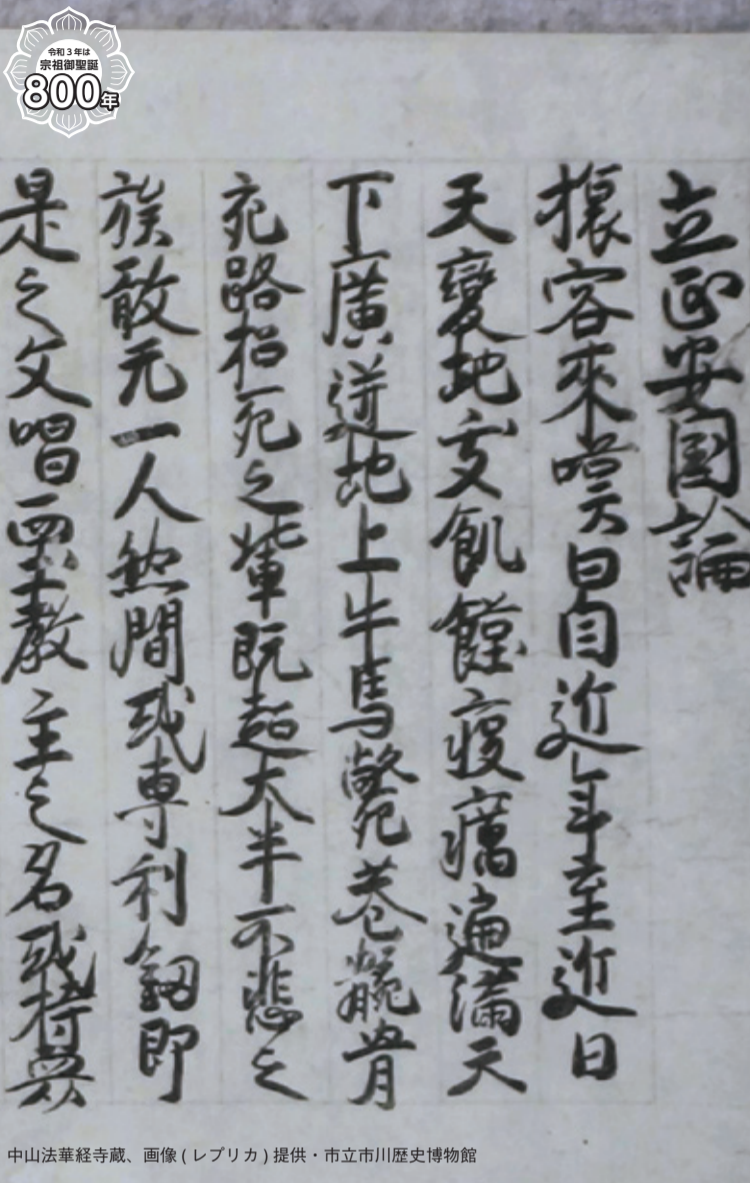 令和3年は
宗祖御聖誕
800年
立正安国論
旅客來嘆曰自近年至近日
天變地夭飢饉疫癘遍滿天
下廣迸地上牛馬斃巷骸骨
充路招死之輩既超大半不悲之
族敢无一人然間或専利釼即
是之文唱西土教主之名或持衆
中山法華経寺蔵、画像(レプリカ)提供・市立市川歴史博物館